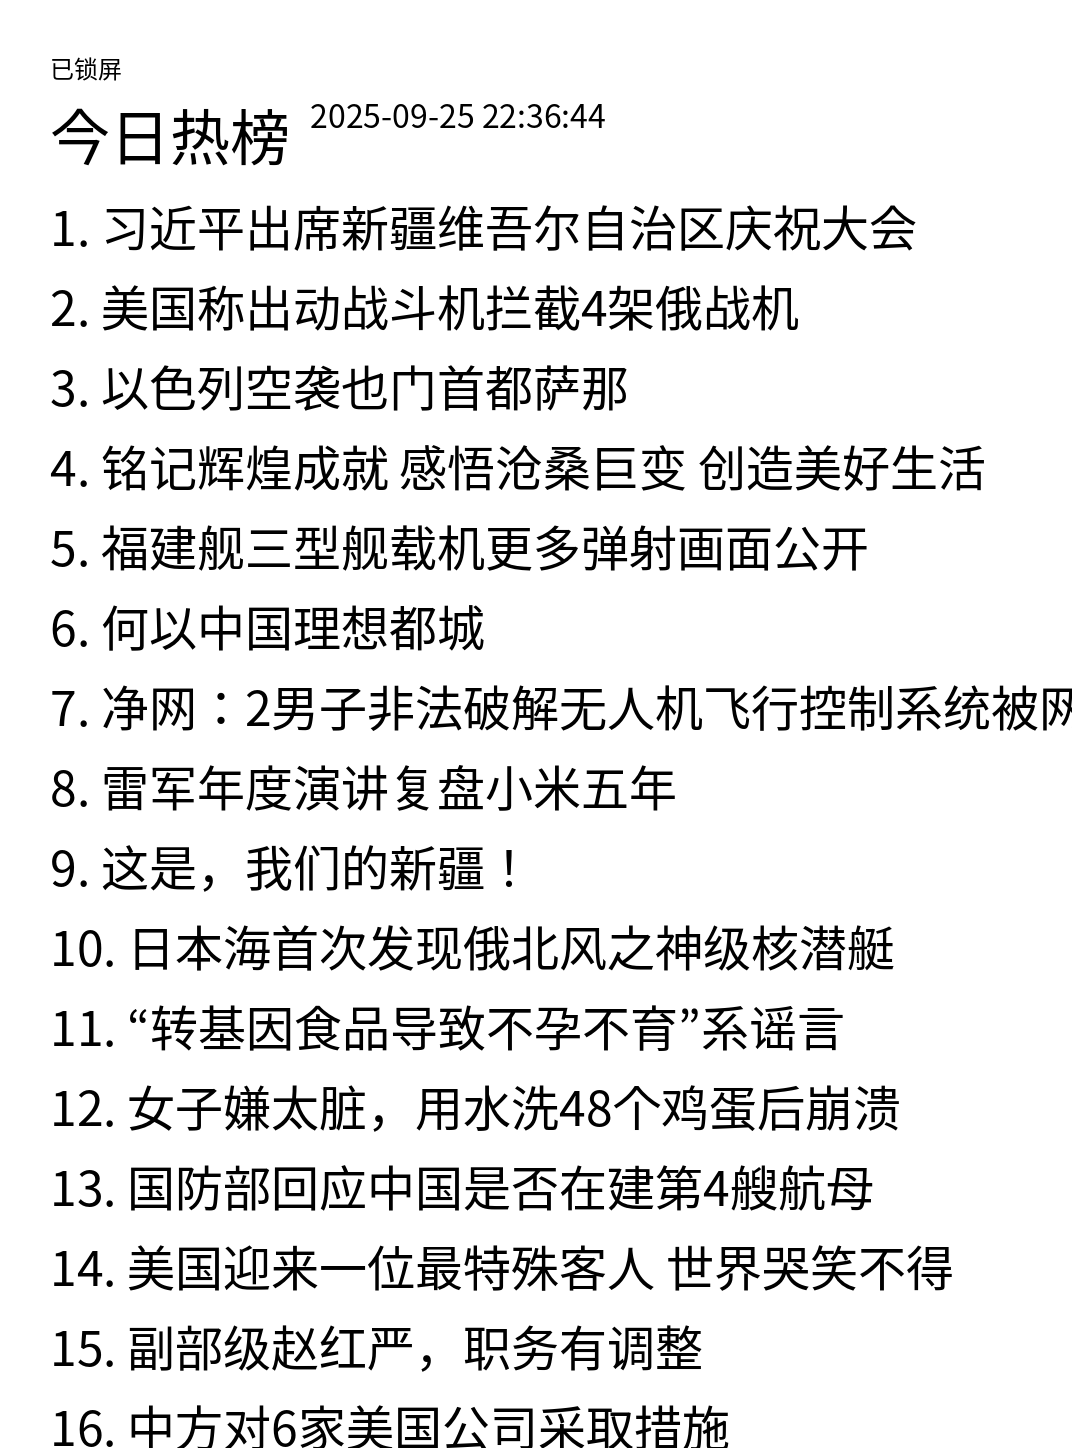 已锁屏
今日热榜 2025-09-25 22:36:44
1. 习近平出席新疆维吾尔自治区庆祝大会
2. 美国称出动战斗机拦截4架俄战机
3. 以色列空袭也门首都萨那
4. 铭记辉煌成就 感悟沧桑巨变 创造美好生活
5. 福建舰三型舰载机更多弹射画面公开
6. 何以中国理想都城
7. 净网：2男子非法破解无人机飞行控制系统被网
8. 雷军年度演讲复盘小米五年
9. 这是，我们的新疆！
10. 日本海首次发现俄北风之神级核潜艇
11. “转基因食品导致不孕不育”系谣言
12. 女子嫌太脏，用水洗48个鸡蛋后崩溃
13. 国防部回应中国是否在建第4艘航母
14. 美国迎来一位最特殊客人 世界哭笑不得
15. 副部级赵红严，职务有调整
16. 中方对6家美国公司采取措施